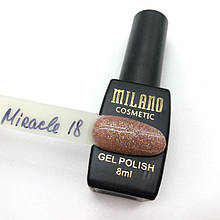 Miracle 18
MILANO
COSMETIC
GEL POLISH
8ml